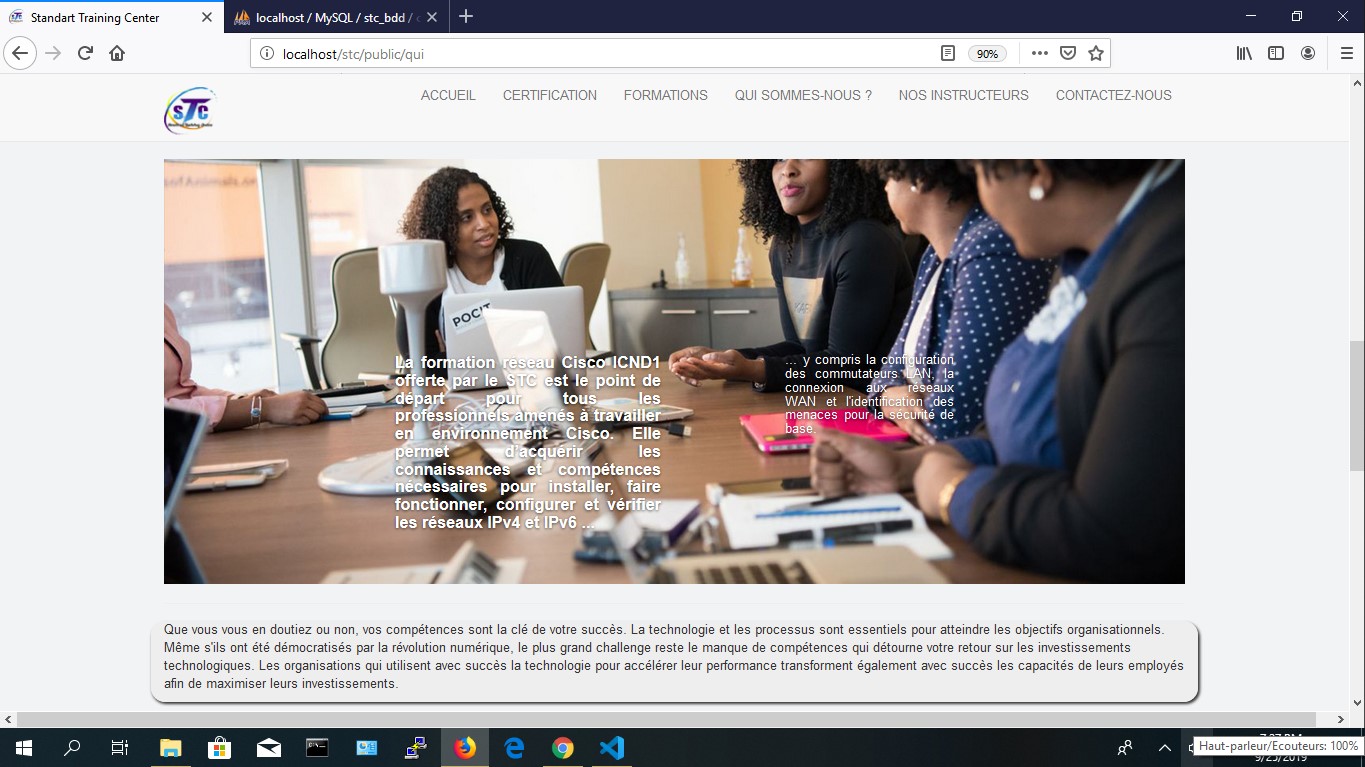 Standart Training Center
localhost / MySQL / stc_bdd /
localhost/stc/public/qui
90%
STC
ACCUEIL
CERTIFICATION
FORMATIONS
QUI SOMMES-NOUS ?
NOS INSTRUCTEURS
CONTACTEZ-NOUS
POCIT
La formation réseau Cisco ICND1
offerte par le STC est le point de
départ pour tous les
professionnels amenés à travailler
en environnement Cisco. Elle
permet d'acquérir les
connaissances et compétences
nécessaires pour installer, faire
fonctionner, configurer et vérifier
les réseaux IPv4 et IPv6 ...
... y compris la configuration
des commutateurs LAN, la
connexion aux réseaux
WAN et l'identification des
menaces pour la sécurité de
base.
Que vous vous en doutiez ou non, vos compétences sont la clé de votre succès. La technologie et les processus sont essentiels pour atteindre les objectifs organisationnels.
Même s'ils ont été démocratisés par la révolution numérique, le plus grand challenge reste le manque de compétences qui détourne votre retour sur les investissements
technologiques. Les organisations qui utilisent avec succès la technologie pour accélérer leur performance transforment également avec succès les capacités de leurs employés
afin de maximiser leurs investissements.
Haut-parleur/Ecouteurs: 100%
9/25/2019